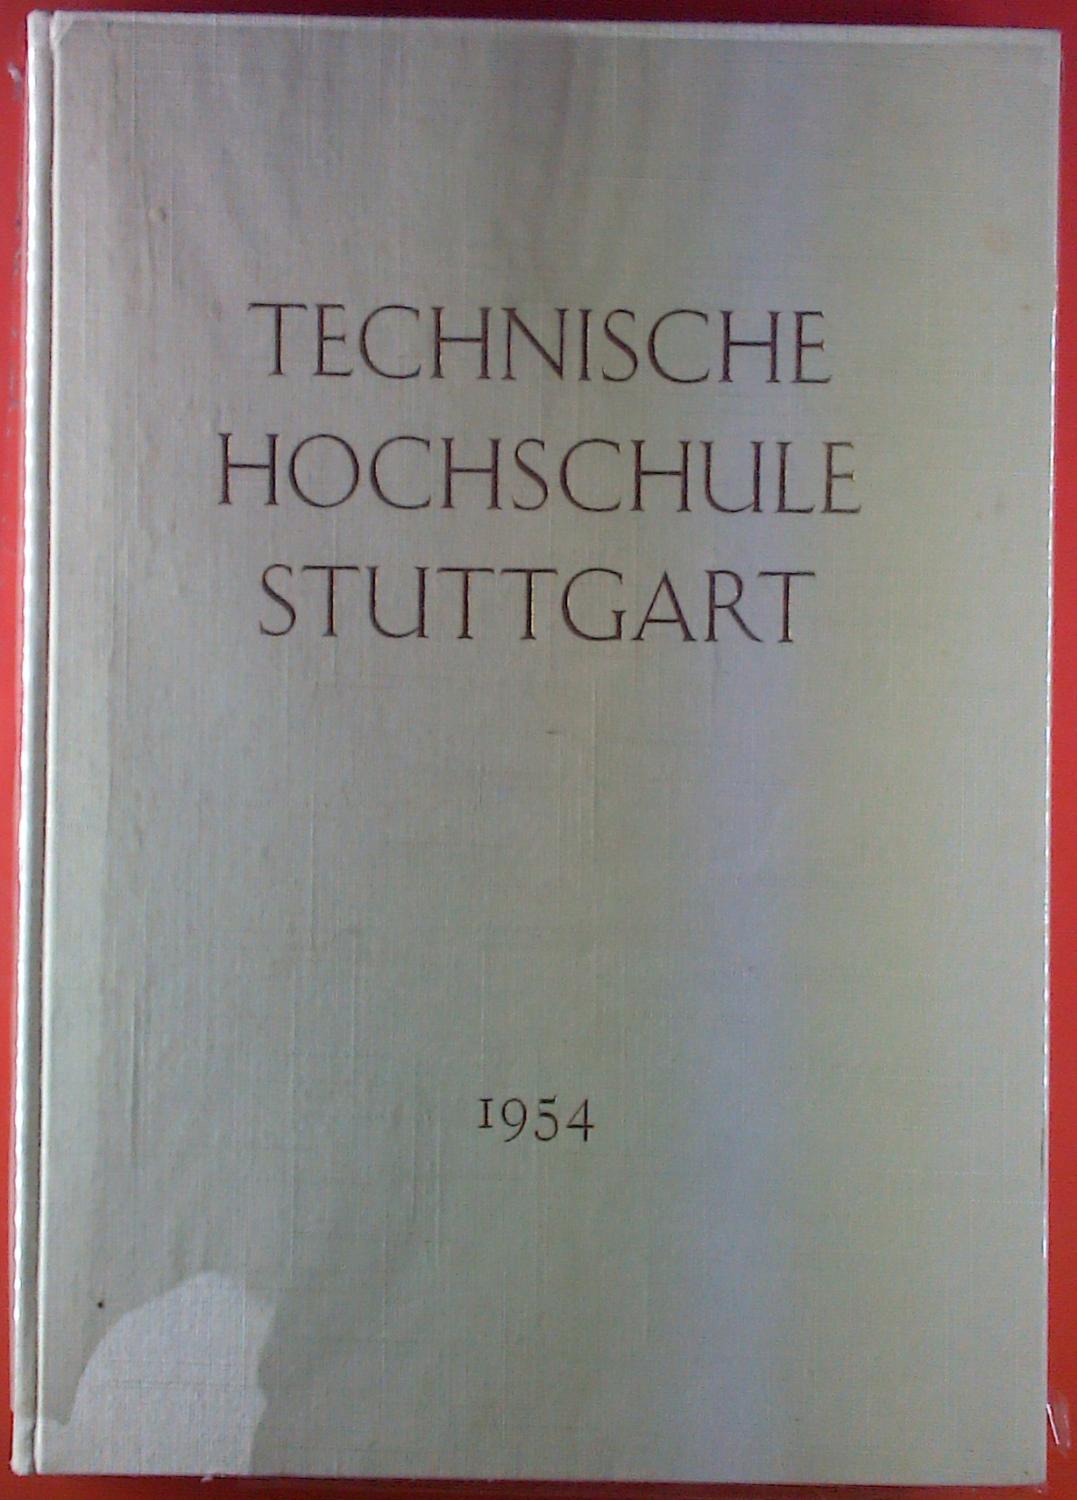 TECHNISCHE
HOCHSCHULE
STUTTGART
1954